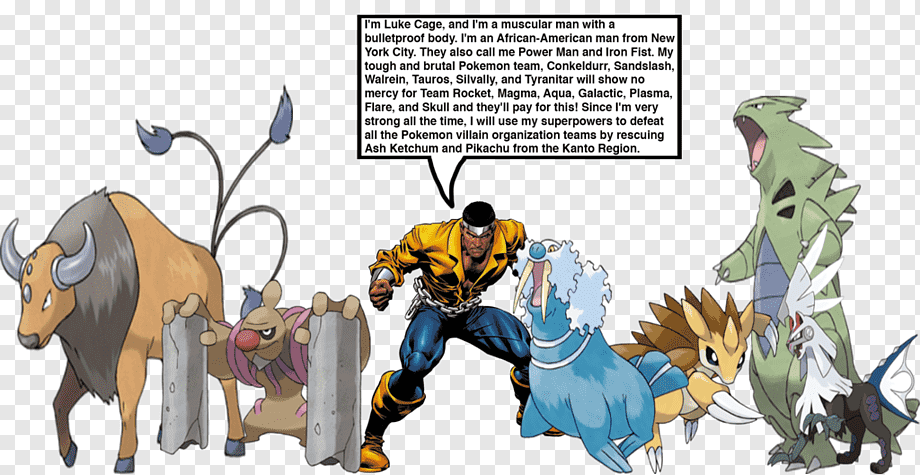 I'm Luke Cage, and I'm a muscular man with a
bulletproof body. I'm an African-American man from New
York City. They also call me Power Man and Iron Fist. My
tough and brutal Pokemon team, Conkeldurr, Sandslash,
Walrein, Tauros, Silvally, and Tyranitar will show no
mercy for Team Rocket, Magma, Aqua, Galactic, Plasma,
Flare, and Skull and they'll pay for this! Since I'm very
strong all the time, I will use my superpowers to defeat
all the Pokemon villain organization teams by rescuing
Ash Ketchum and Pikachu from the Kanto Region.